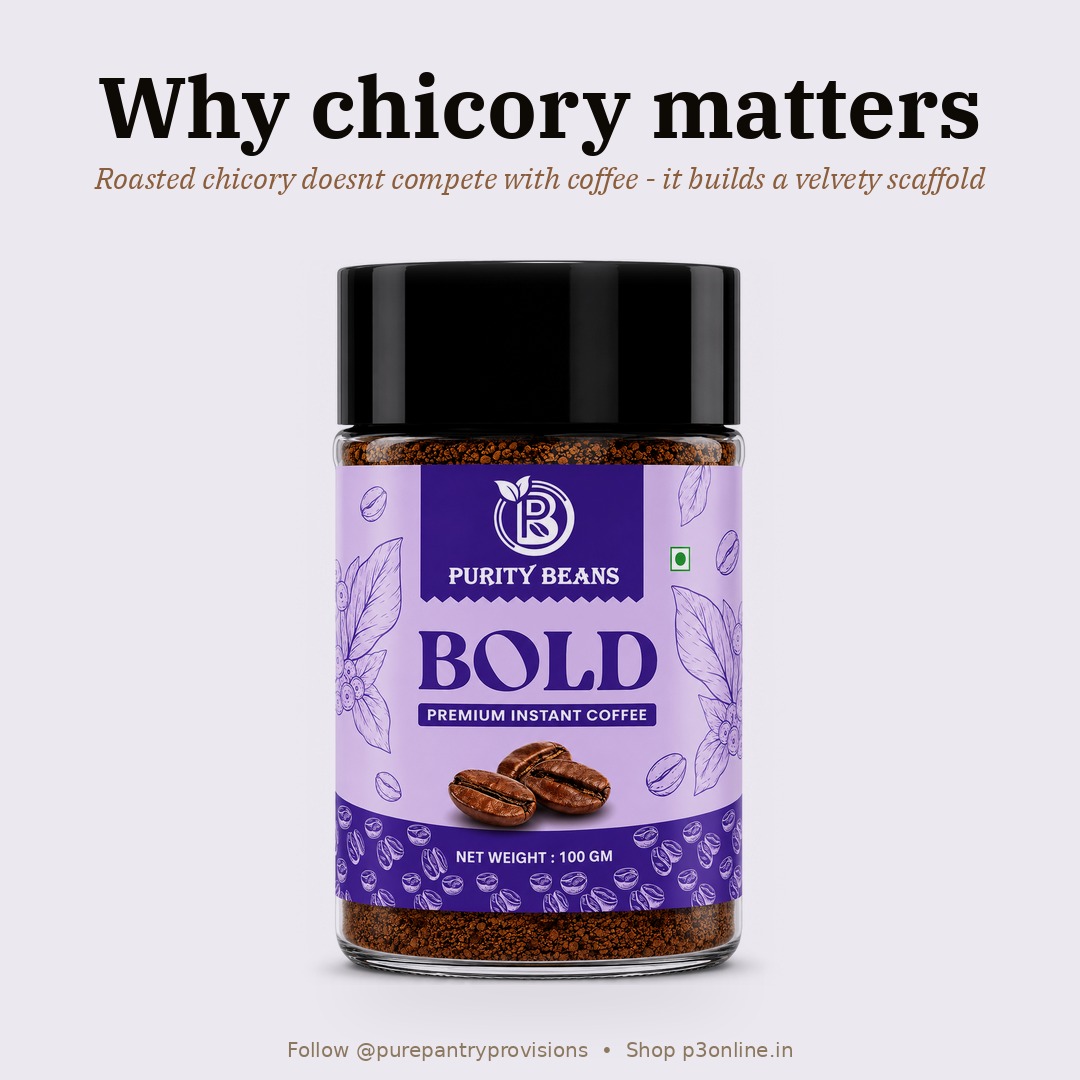 Why chicory matters
Roasted chicory doesnt compete with coffee - it builds a velvety scaffold
PURITY BEANS
BOLD
PREMIUM INSTANT COFFEE
NET WEIGHT : 100 GM
Follow @purepantryprovisions • Shop p3online.in